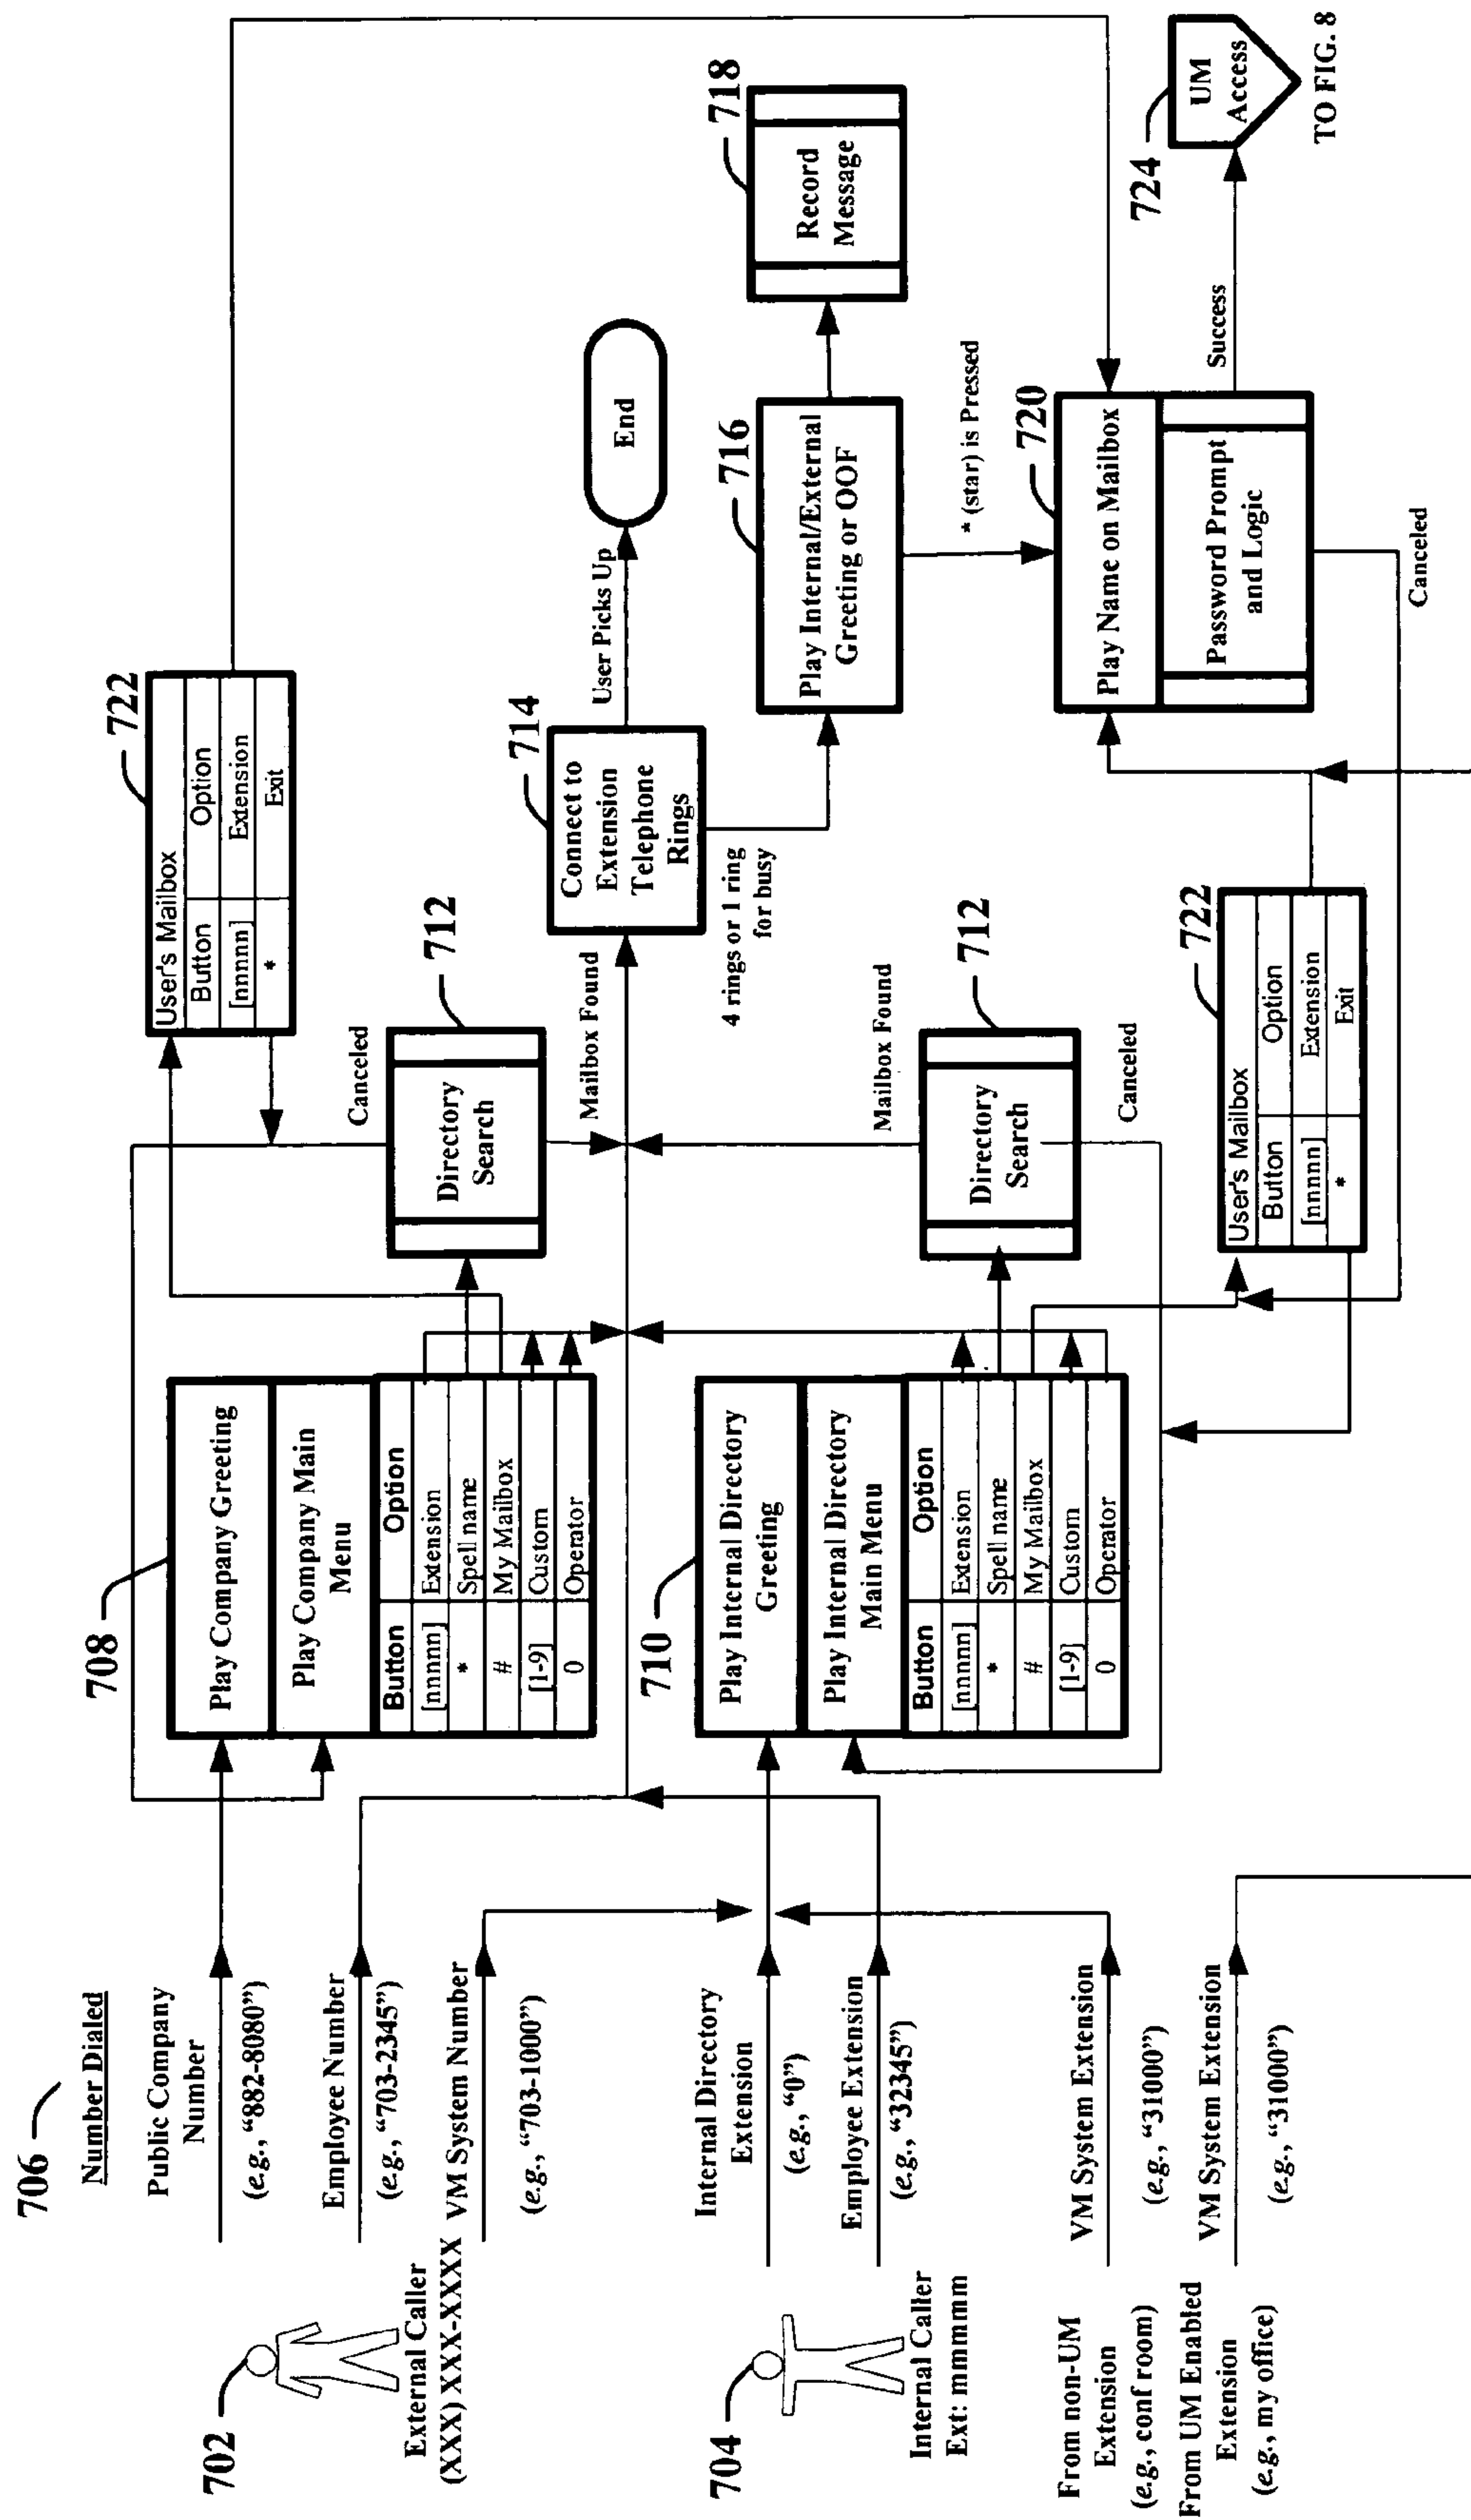 706
Number Dialed
702
External Caller
(XXX) XXX-XXXX
Public Company
Number
(e.g., “882-8080”)
Employee Number
(e.g., “703-2345”)
VM System Number
(e.g., “703-1000”)
704
Internal Caller
Ext: mmmm
Internal Directory
Extension
(e.g., “0”)
Employee Extension
(e.g., “32345”)
From non-UM
Extension
(e.g., conf room)
VM System Extension
(e.g., “31000”)
From UM Enabled
Extension
(e.g., my office)
VM System Extension
(e.g., “31000”)
708
Play Company Greeting
Play Company Main
Menu
Button Option
[nnnnn] Extension
* Spell name
# My Mailbox
[1-9] Custom
0 Operator
710
Play Internal Directory
Greeting
Play Internal Directory
Main Menu
Button Option
[nnnnn] Extension
* Spell name
# My Mailbox
[1-9] Custom
0 Operator
712
Directory
Search
Canceled
Mailbox Found
712
Directory
Search
Mailbox Found
Canceled
722
User's Mailbox
Button Option
[nnnnn] Extension
* Exit
722
User's Mailbox
Button Option
[nnnnn] Extension
* Exit
714
Connect to
Extension
Telephone
Rings
User Picks Up
End
4 rings or 1 ring
for busy
716
Play Internal/External
Greeting or OOF
718
Record
Message
* (star) is Pressed
720
Play Name on Mailbox
Password Prompt
and Logic
Success
Canceled
724
UM
Access
TO FIG. 8